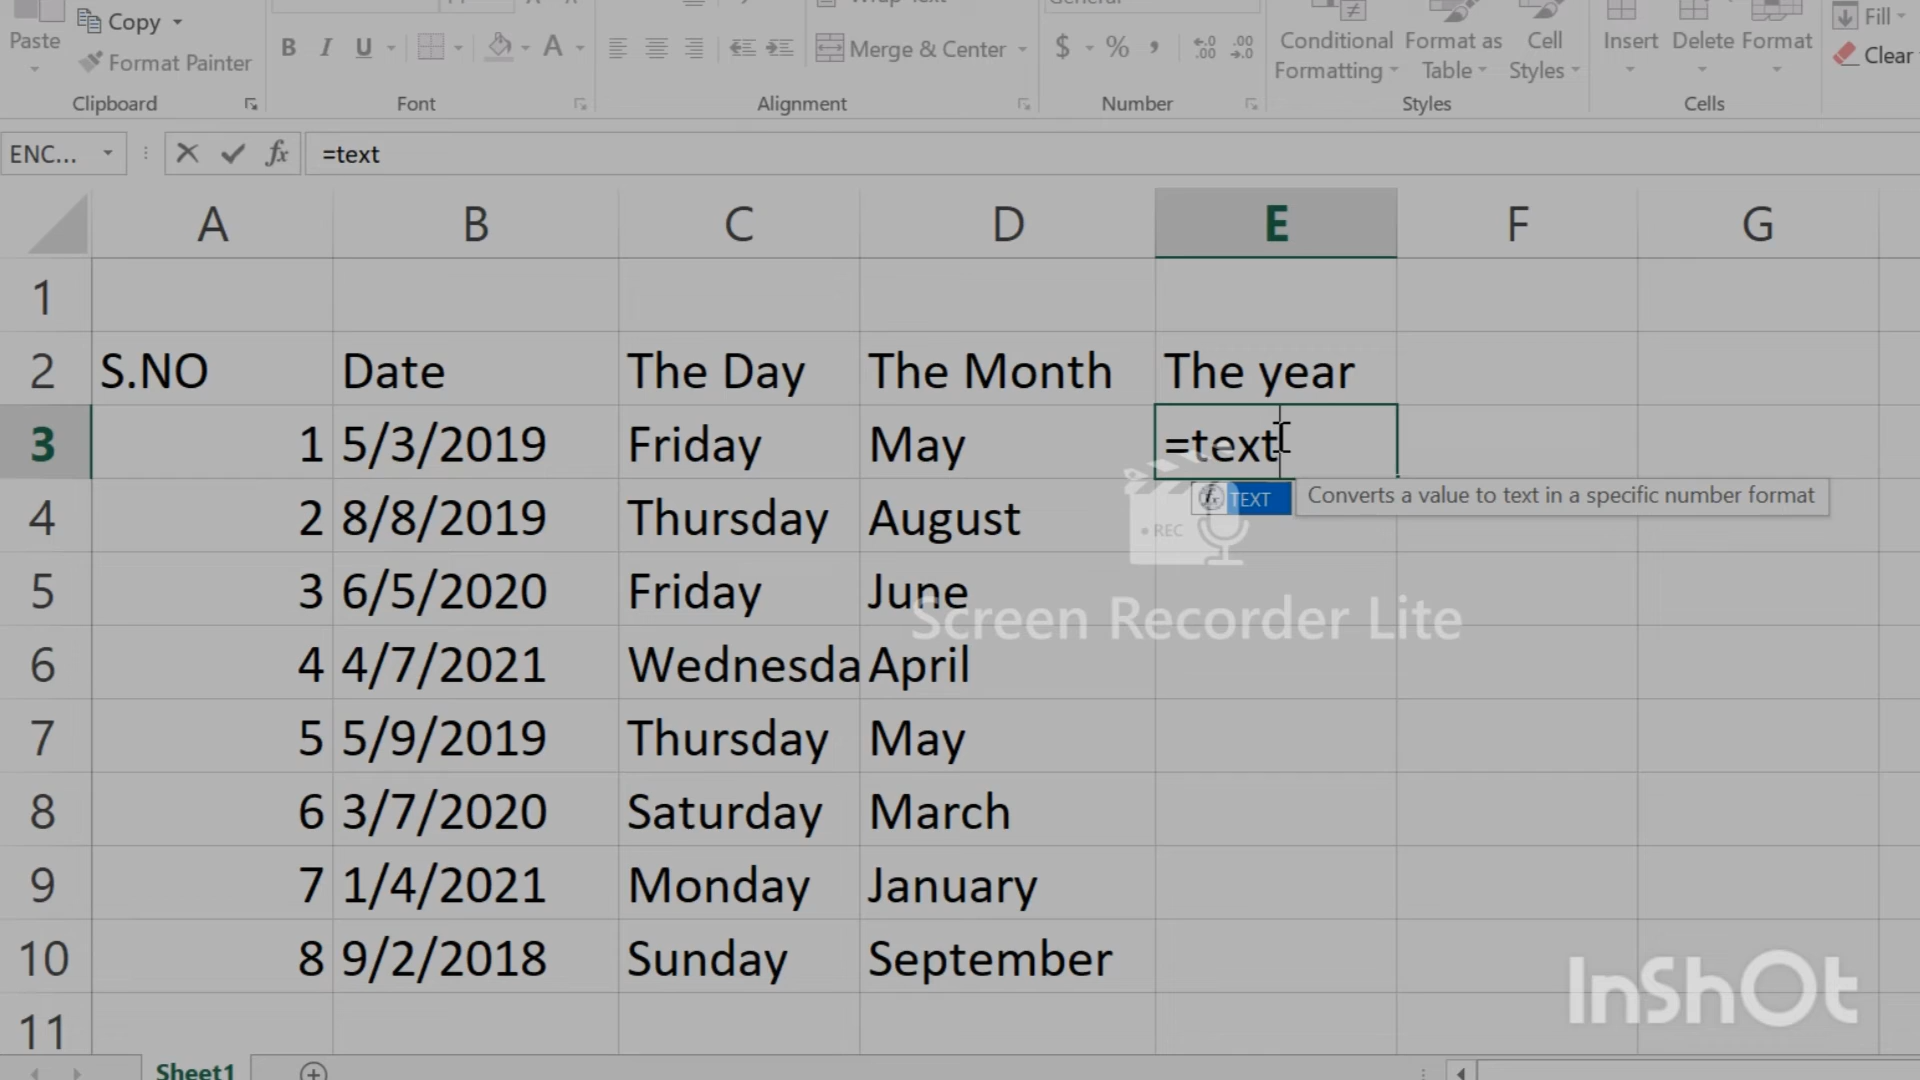 Paste
Copy
Format Painter
Clipboard
B I U A
Font
Merge & Center
Alignment
$ % ,
Number
Conditional Formatting
Format as Table
Cell Styles
Styles
Insert Delete Format
Cells
Fill
Clear
ENC... fx =text
A B C D E F G
1
2 S.NO Date The Day The Month The year
3 1 5/3/2019 Friday May =text
TEXT Converts a value to text in a specific number format
4 2 8/8/2019 Thursday August
REC
5 3 6/5/2020 Friday June
Screen Recorder Lite
6 4 4/7/2021 Wednesda April
7 5 5/9/2019 Thursday May
8 6 3/7/2020 Saturday March
9 7 1/4/2021 Monday January
10 8 9/2/2018 Sunday September
InShOt
11
Sheet1